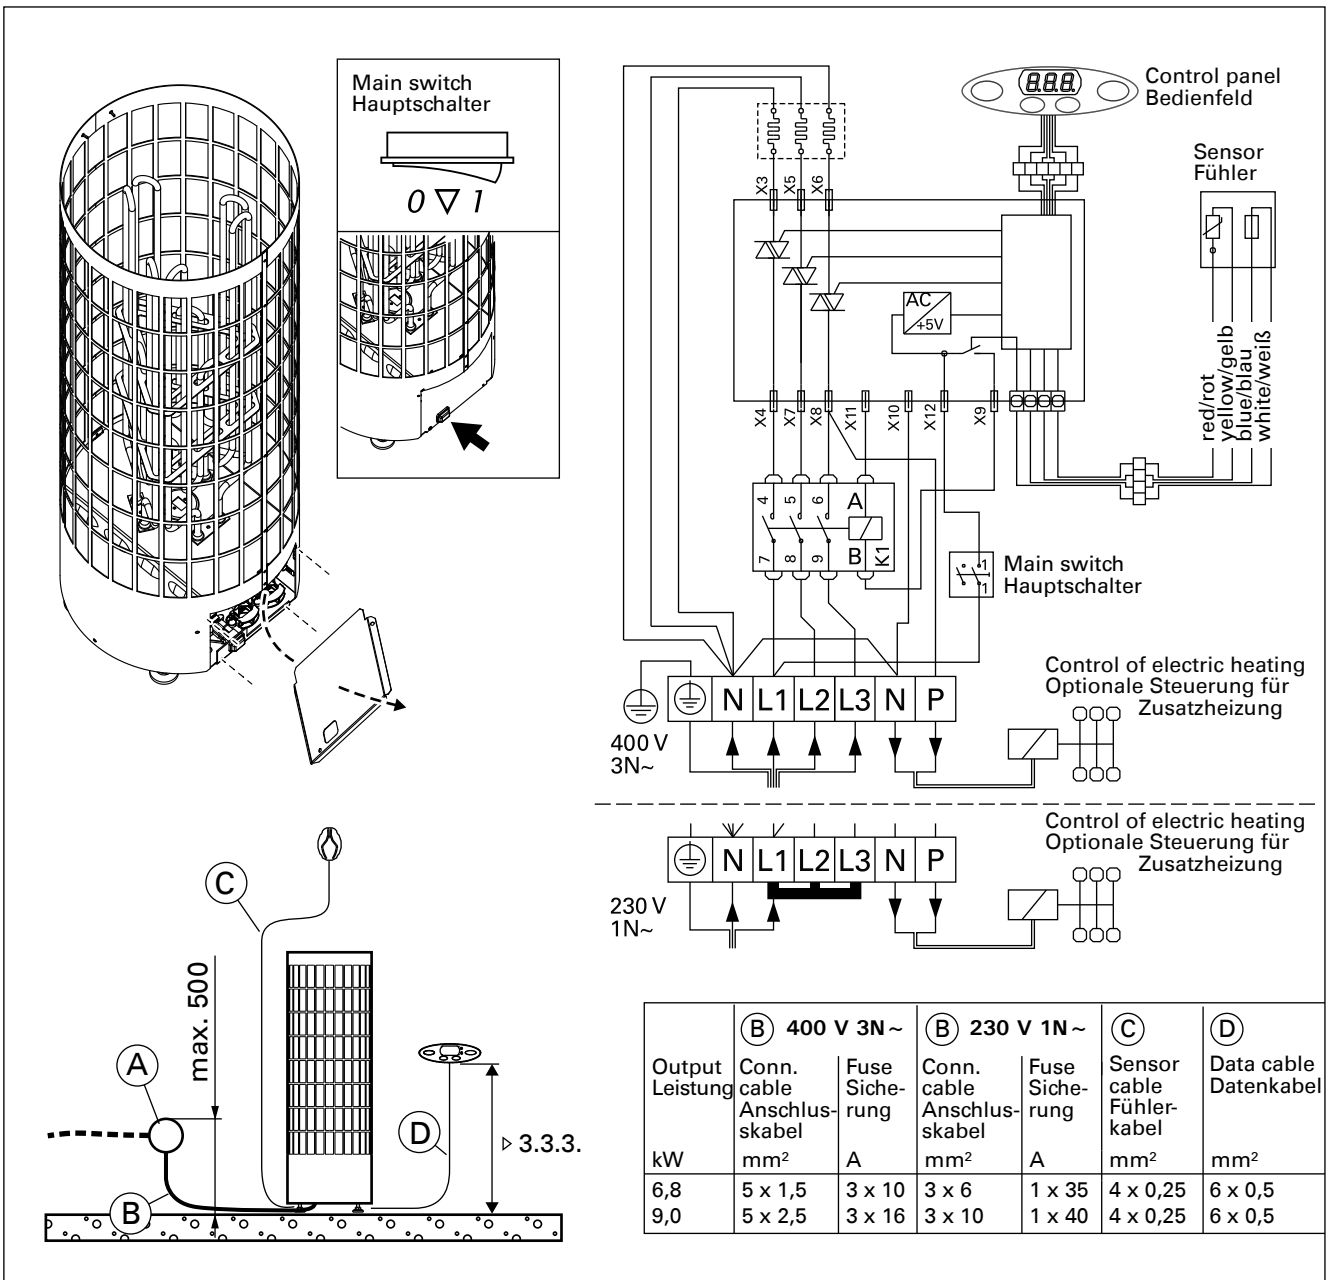 Main switch
Hauptschalter
0 ▽ 1
8.8.8.
Control panel
Bedienfeld
Sensor
Fühler
X3
X5
X6
AC
+5V
X4
X7
X8
X11
X10
X12
X9
red/rot
yellow/gelb
blue/blau
white/weiß
4
5
6
A
7
8
9
B
K1
1
1
Main switch
Hauptschalter
N L1 L2 L3 N P
400 V
3N~
Control of electric heating
Optionale Steuerung für
Zusatzheizung
N L1 L2 L3 N P
230 V
1N~
Control of electric heating
Optionale Steuerung für
Zusatzheizung
C
max. 500
A
D
▷ 3.3.3.
B
B 400 V 3N~ B 230 V 1N~ C D
Output Conn. Fuse Conn. Fuse Sensor Data cable
Leistung cable Siche- cable Siche- cable Datenkabel
Anschlus- rung Anschlus- rung Fühler-
skabel skabel kabel
kW mm² A mm² A mm² mm²
6,8 5 x 1,5 3 x 10 3 x 6 1 x 35 4 x 0,25 6 x 0,5
9,0 5 x 2,5 3 x 16 3 x 10 1 x 40 4 x 0,25 6 x 0,5